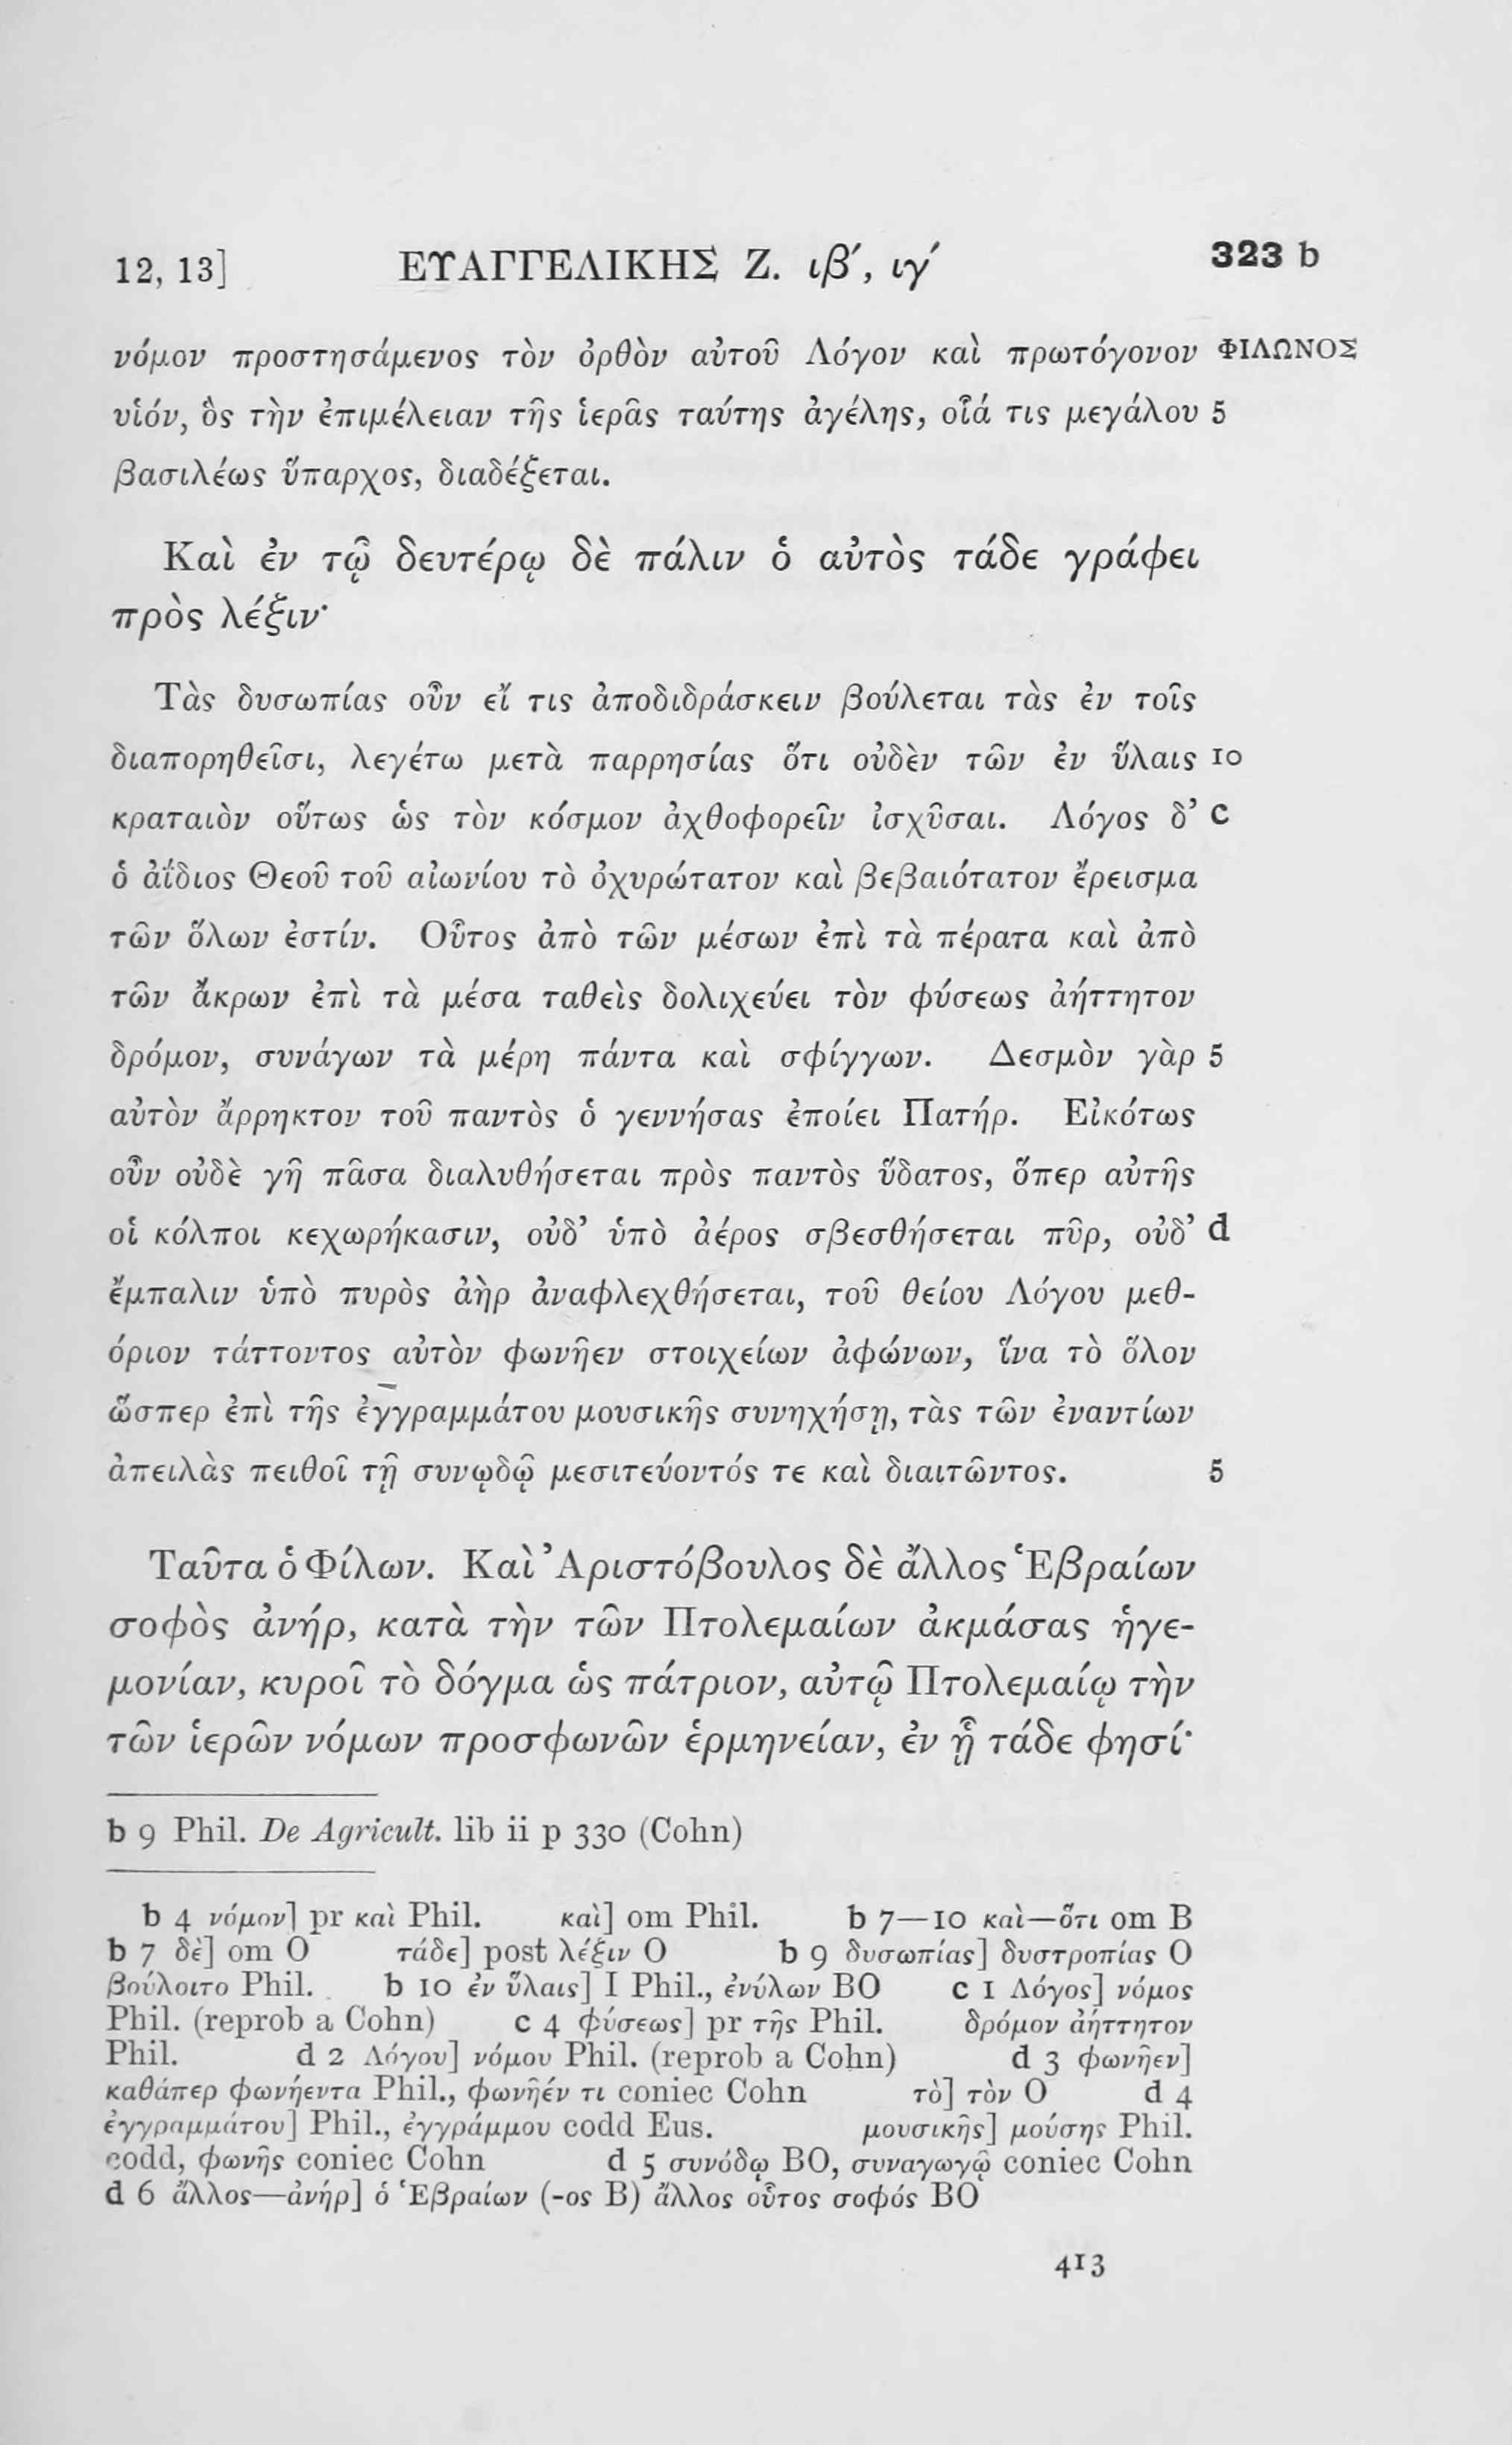 12, 13] ΕΥΑΓΓΕΛΙΚΗΣ Ζ. ιβ΄, ιγ΄ 323 b
νόμον προστησάμενος τὸν ὀρθὸν αὑτοῦ Λόγον καὶ πρωτόγονον ΦΙΛΩΝΟΣ
υἱόν, ὃς τὴν ἐπιμέλειαν τῆς ἱερᾶς ταύτης ἀγέλης, οἷά τις μεγάλου 5
βασιλέως ὕπαρχος, διαδέξεται.
Καὶ ἐν τῷ δευτέρῳ δὲ πάλιν ὁ αὐτὸς τάδε γράφει
πρὸς λέξιν·
Τὰς δυσωπίας οὖν εἴ τις ἀποδιδράσκειν βούλεται τὰς ἐν τοῖς
διαπορηθεῖσι, λεγέτω μετὰ παρρησίας ὅτι οὐδὲν τῶν ἐν ὕλαις 10
κραταιὸν οὕτως ὡς τὸν κόσμον ἀχθοφορεῖν ἰσχῦσαι. Λόγος δ’ c
ὁ ἀΐδιος Θεοῦ τοῦ αἰωνίου τὸ ὀχυρώτατον καὶ βεβαιότατον ἔρεισμα
τῶν ὅλων ἐστίν. Οὗτος ἀπὸ τῶν μέσων ἐπὶ τὰ πέρατα καὶ ἀπὸ
τῶν ἄκρων ἐπὶ τὰ μέσα ταθεὶς δολιχεύει τὸν φύσεως ἀήττητον
δρόμον, συνάγων τὰ μέρη πάντα καὶ σφίγγων. Δεσμὸν γὰρ 5
αὐτὸν ἄρρηκτον τοῦ παντὸς ὁ γεννήσας ἐποίει Πατήρ. Εἰκότως
οὖν οὐδὲ γῆ πᾶσα διαλυθήσεται πρὸς παντὸς ὕδατος, ὅπερ αὐτῆς
οἱ κόλποι κεχωρήκασιν, οὐδ’ ὑπὸ ἀέρος σβεσθήσεται πῦρ, οὐδ’ d
ἔμπαλιν ὑπὸ πυρὸς ἀὴρ ἀναφλεχθήσεται, τοῦ θείου Λόγου μεθ-
όριον τάττοντος αὑτὸν φωνῆεν στοιχείων ἀφώνων, ἵνα τὸ ὅλον
ὥσπερ ἐπὶ τῆς ἐγγραμμάτου μουσικῆς συνηχήσῃ, τὰς τῶν ἐναντίων
ἀπειλὰς πειθοῖ τῇ συνῳδῷ μεσιτεύοντός τε καὶ διαιτῶντος. 5
Ταῦτα ὁ Φίλων. Καὶ Ἀριστόβουλος δὲ ἄλλος Ἑβραίων
σοφὸς ἀνήρ, κατὰ τὴν τῶν Πτολεμαίων ἀκμάσας ἡγε-
μονίαν, κυροῖ τὸ δόγμα ὡς πάτριον, αὐτῷ Πτολεμαίῳ τὴν
τῶν ἱερῶν νόμων προσφωνῶν ἑρμηνείαν, ἐν ᾗ τάδε φησί·
b 9 Phil. De Agricult. lib ii p 330 (Cohn)
b 4 νόμον] pr καὶ Phil. καὶ] om Phil. b 7—10 καὶ—ὅτι om B
b 7 δὲ] om O τάδε] post λέξιν O b 9 δυσωπίας] δυστροπίας O
βούλοιτο Phil. b 10 ἐν ὕλαις] I Phil., ἐνύλων BO c 1 Λόγος] νόμος
Phil. (reprob a Cohn) c 4 φύσεως] pr τῆς Phil. δρόμον ἀήττητον
Phil. d 2 Λόγου] νόμου Phil. (reprob a Cohn) d 3 φωνῆεν]
καθάπερ φωνήεντα Phil., φωνῆέν τι coniec Cohn τὸ] τὸν O d 4
ἐγγραμμάτου] Phil., ἐγγράμμου codd Eus. μουσικῆς] μούσης Phil.
codd, φωνῆς coniec Cohn d 5 συνόδῳ BO, συναγωγῷ coniec Cohn
d 6 ἄλλος—ἀνήρ] ὁ Ἑβραίων (-ος B) ἄλλος οὗτος σοφός BO
413